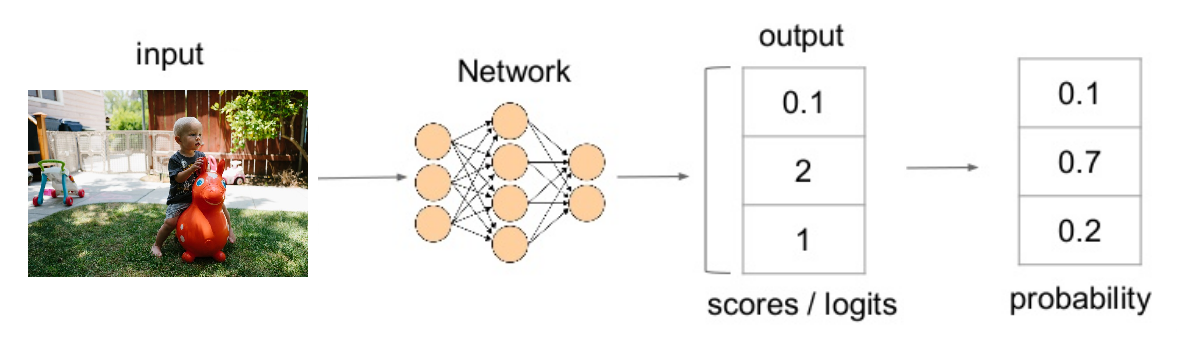 input
Network
output
0.1
2
1
scores / logits
0.1
0.7
0.2
probability